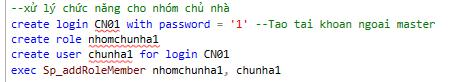 --xử lý chức năng cho nhóm chủ nhà
create login CN01 with password = '1' --Tao tai khoan ngoai master
create role nhomchunha1
create user chunha1 for login CN01
exec Sp_addRoleMember nhomchunha1, chunha1